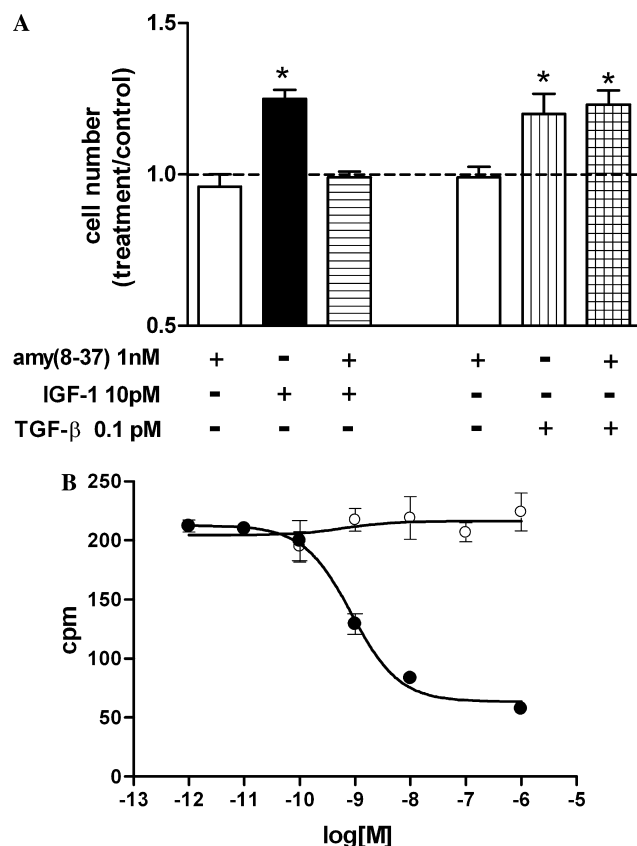 A
cell number
(treatment/control)
1.5
1.0
0.5
* * *
amy(8-37) 1nM + - + + - +
IGF-1 10pM - + + - - -
TGF-β 0.1 pM - - - - + +
B
cpm
250
200
150
100
50
0
-13 -12 -11 -10 -9 -8 -7 -6 -5
log[M]